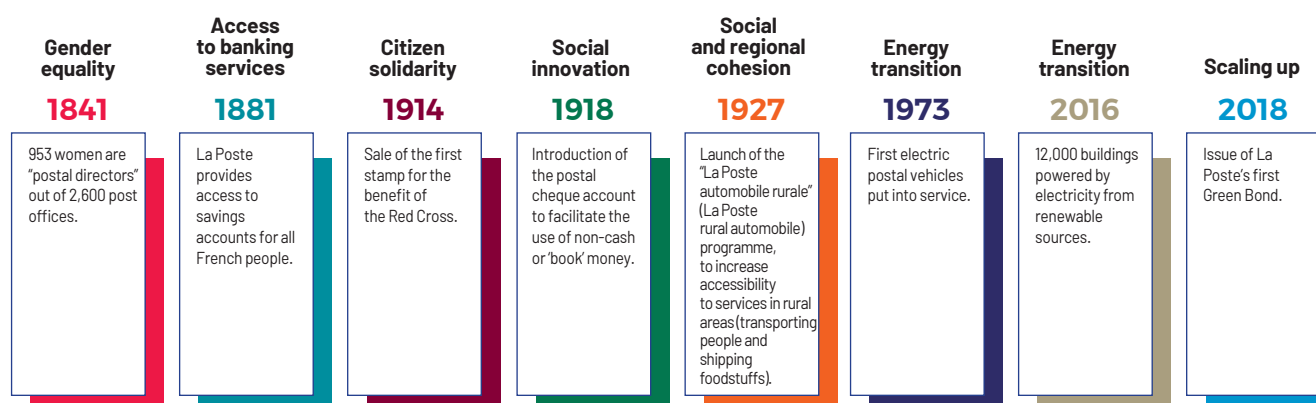 Gender
equality
1841
953 women are
"postal directors"
out of 2,600 post
offices.
Access
to banking
services
1881
La Poste
provides
access to
savings
accounts for all
French people.
Citizen
solidarity
1914
Sale of the first
stamp for the
benefit of
the Red Cross.
Social
innovation
1918
Introduction of
the postal
cheque account
to facilitate the
use of non-cash
or 'book' money.
Social
and regional
cohesion
1927
Launch of the
"La Poste
automobile rurale"
(La Poste
rural automobile)
programme,
to increase
accessibility
to services in rural
areas (transporting
people and
shipping
foodstuffs).
Energy
transition
1973
First electric
postal vehicles
put into service.
Energy
transition
2016
12,000 buildings
powered by
electricity from
renewable
sources.
Scaling up
2018
Issue of La
Poste's first
Green Bond.